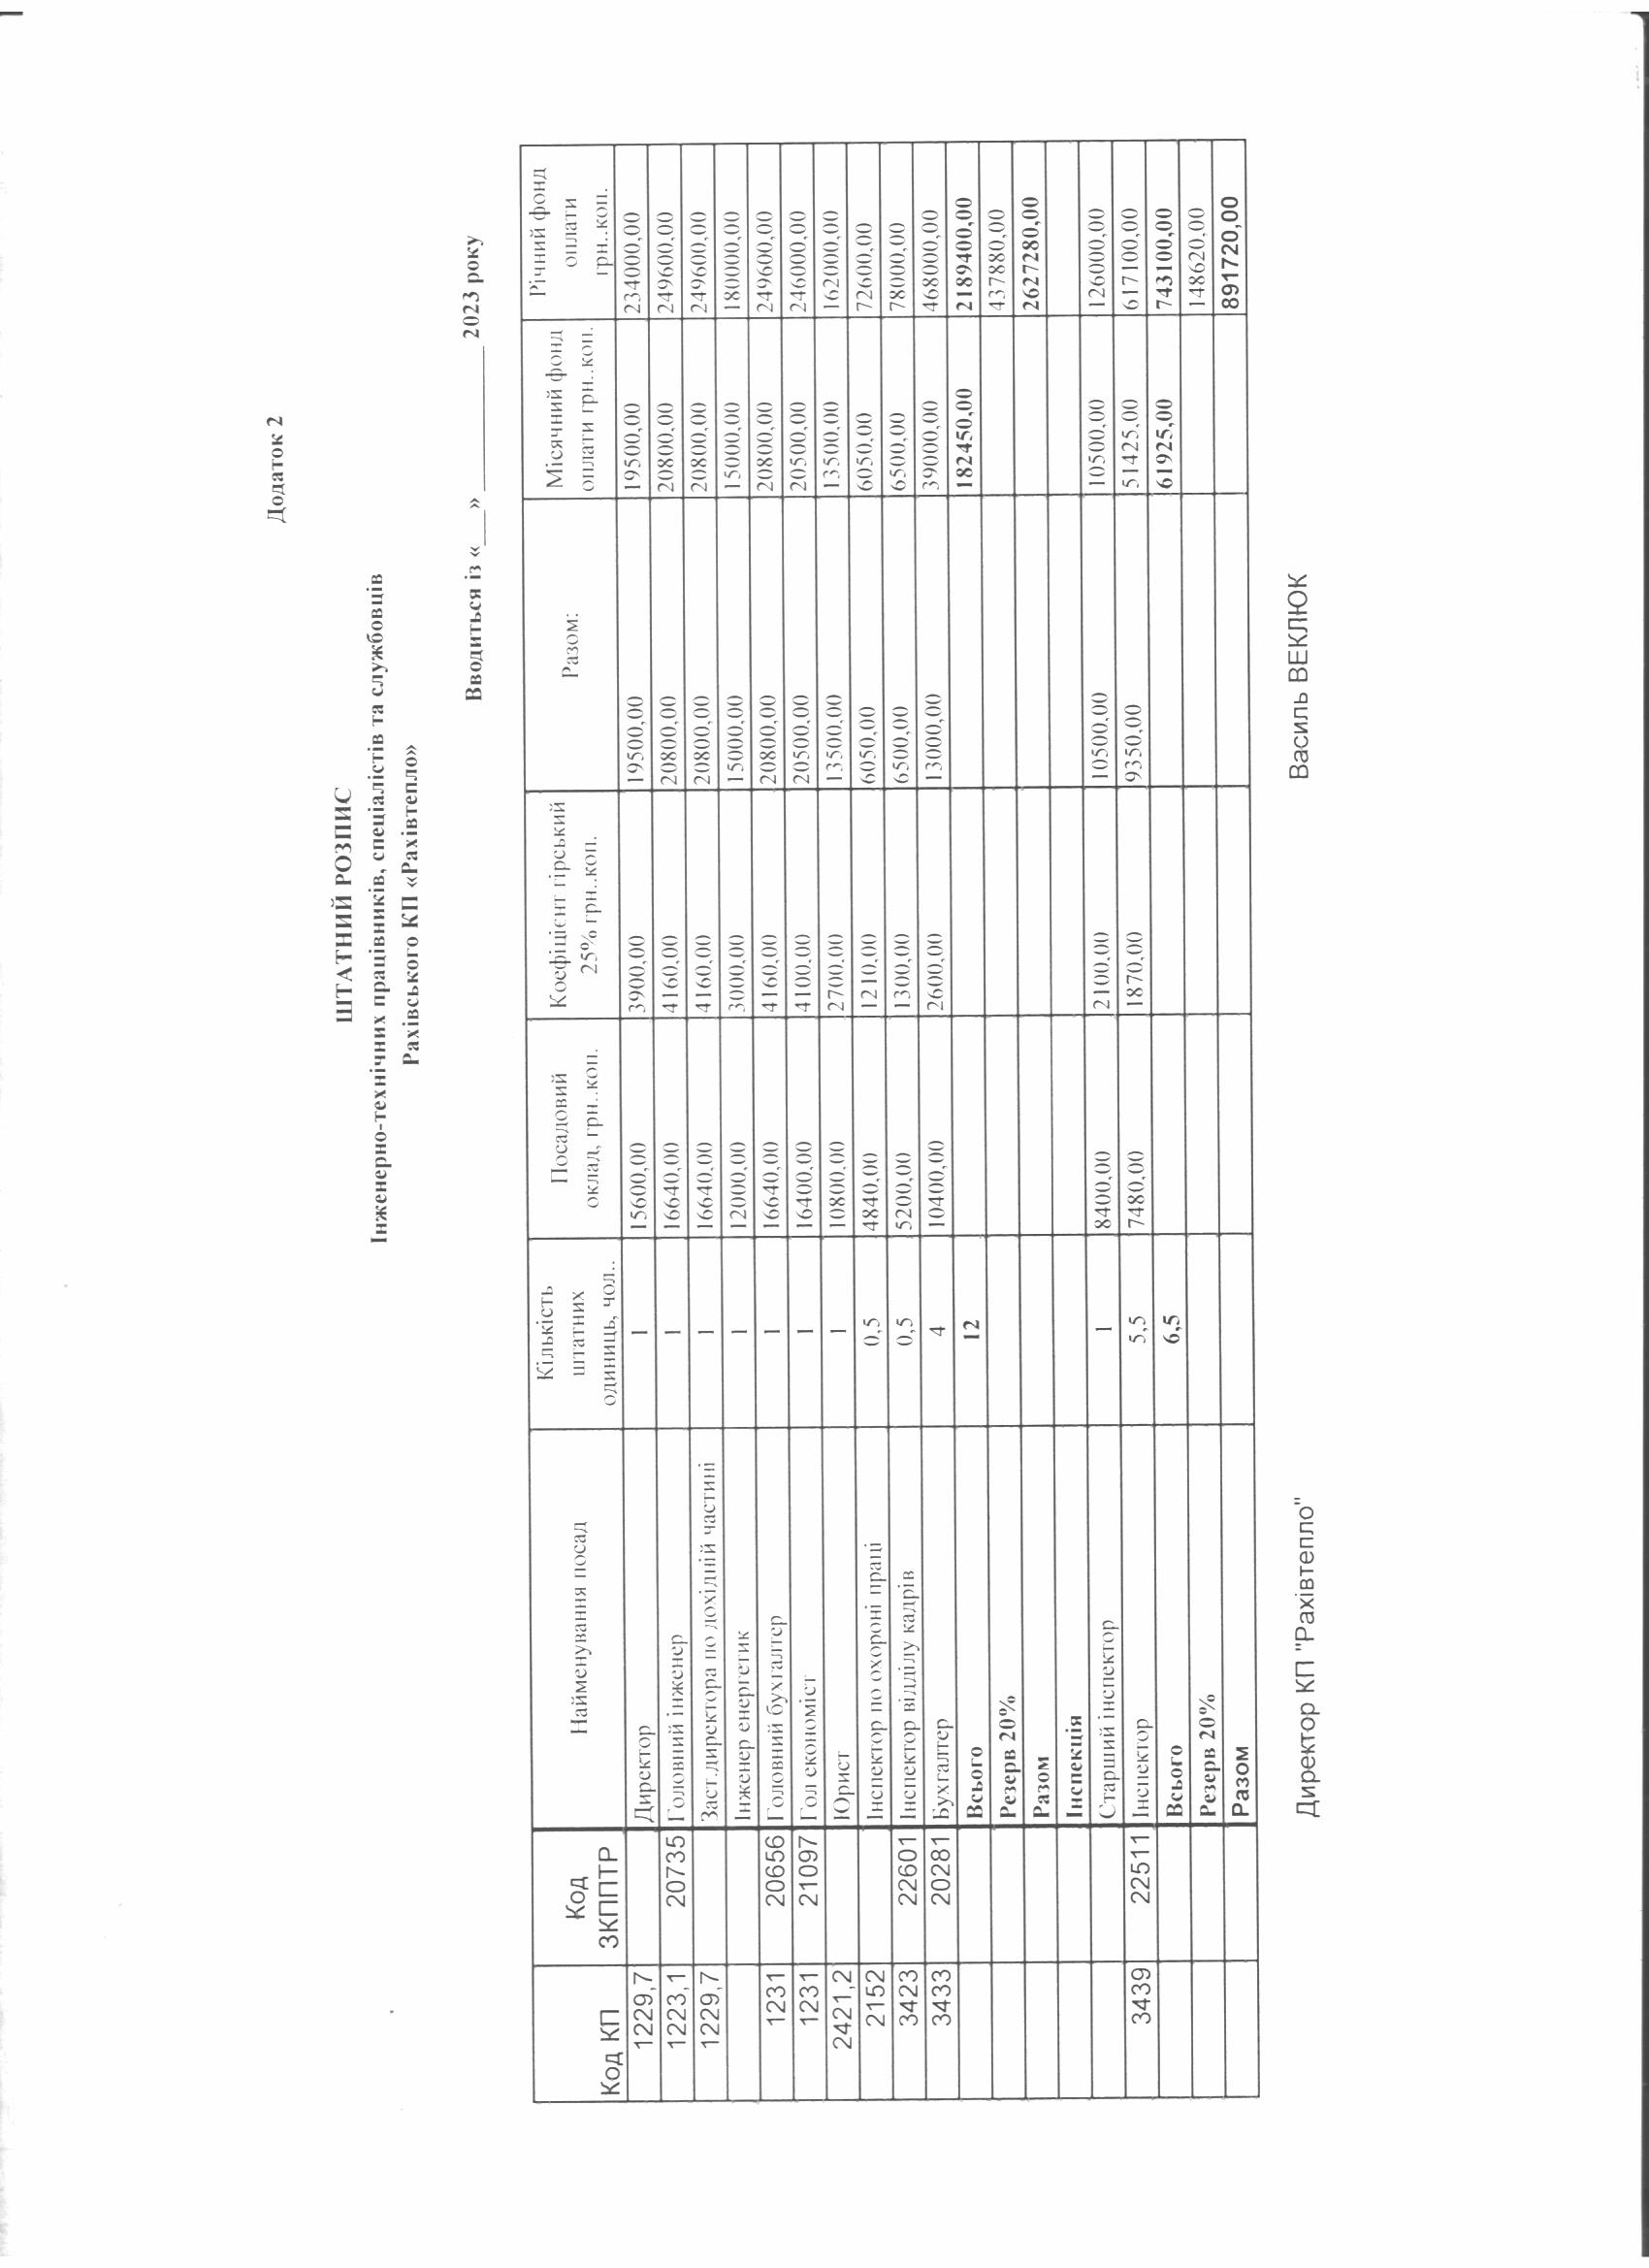 Додаток 2
ШТАТНИЙ РОЗПИС
Інженерно-технічних працівників, спеціалістів та службовців
Рахівського КП «Рахівтепло»
Вводиться із «___» ______________ 2023 року
Код КП Код ЗКППТР Найменування посад Кількість штатних одиниць, чол.. Посадовий оклад, грн..коп. Коефіцієнт гірський 25% грн..коп. Разом: Місячний фонд оплати грн..коп. Річний фонд оплати грн..коп.
1229,7 Директор 1 15600,00 3900,00 19500,00 19500,00 234000,00
1223,1 20735 Головний інженер 1 16640,00 4160,00 20800,00 20800,00 249600,00
1229,7 Заст.директора по дохідній частині 1 16640,00 4160,00 20800,00 20800,00 249600,00
Інженер енергетик 1 12000,00 3000,00 15000,00 15000,00 180000,00
1231 20656 Головний бухгалтер 1 16640,00 4160,00 20800,00 20800,00 249600,00
1231 21097 Гол економіст 1 16400,00 4100,00 20500,00 20500,00 246000,00
2421,2 Юрист 1 10800,00 2700,00 13500,00 13500,00 162000,00
2152 Інспектор по охороні праці 0,5 4840,00 1210,00 6050,00 6050,00 72600,00
3423 22601 Інспектор відділу кадрів 0,5 5200,00 1300,00 6500,00 6500,00 78000,00
3433 20281 Бухгалтер 4 10400,00 2600,00 13000,00 39000,00 468000,00
Всього 12 182450,00 2189400,00
Резерв 20% 437880,00
Разом 2627280,00
Інспекція
Старший інспектор 1 8400,00 2100,00 10500,00 10500,00 126000,00
3439 22511 Інспектор 5,5 7480,00 1870,00 9350,00 51425,00 617100,00
Всього 6,5 61925,00 743100,00
Резерв 20% 148620,00
Разом 891720,00
Директор КП "Рахівтепло" Василь ВЕКЛЮК